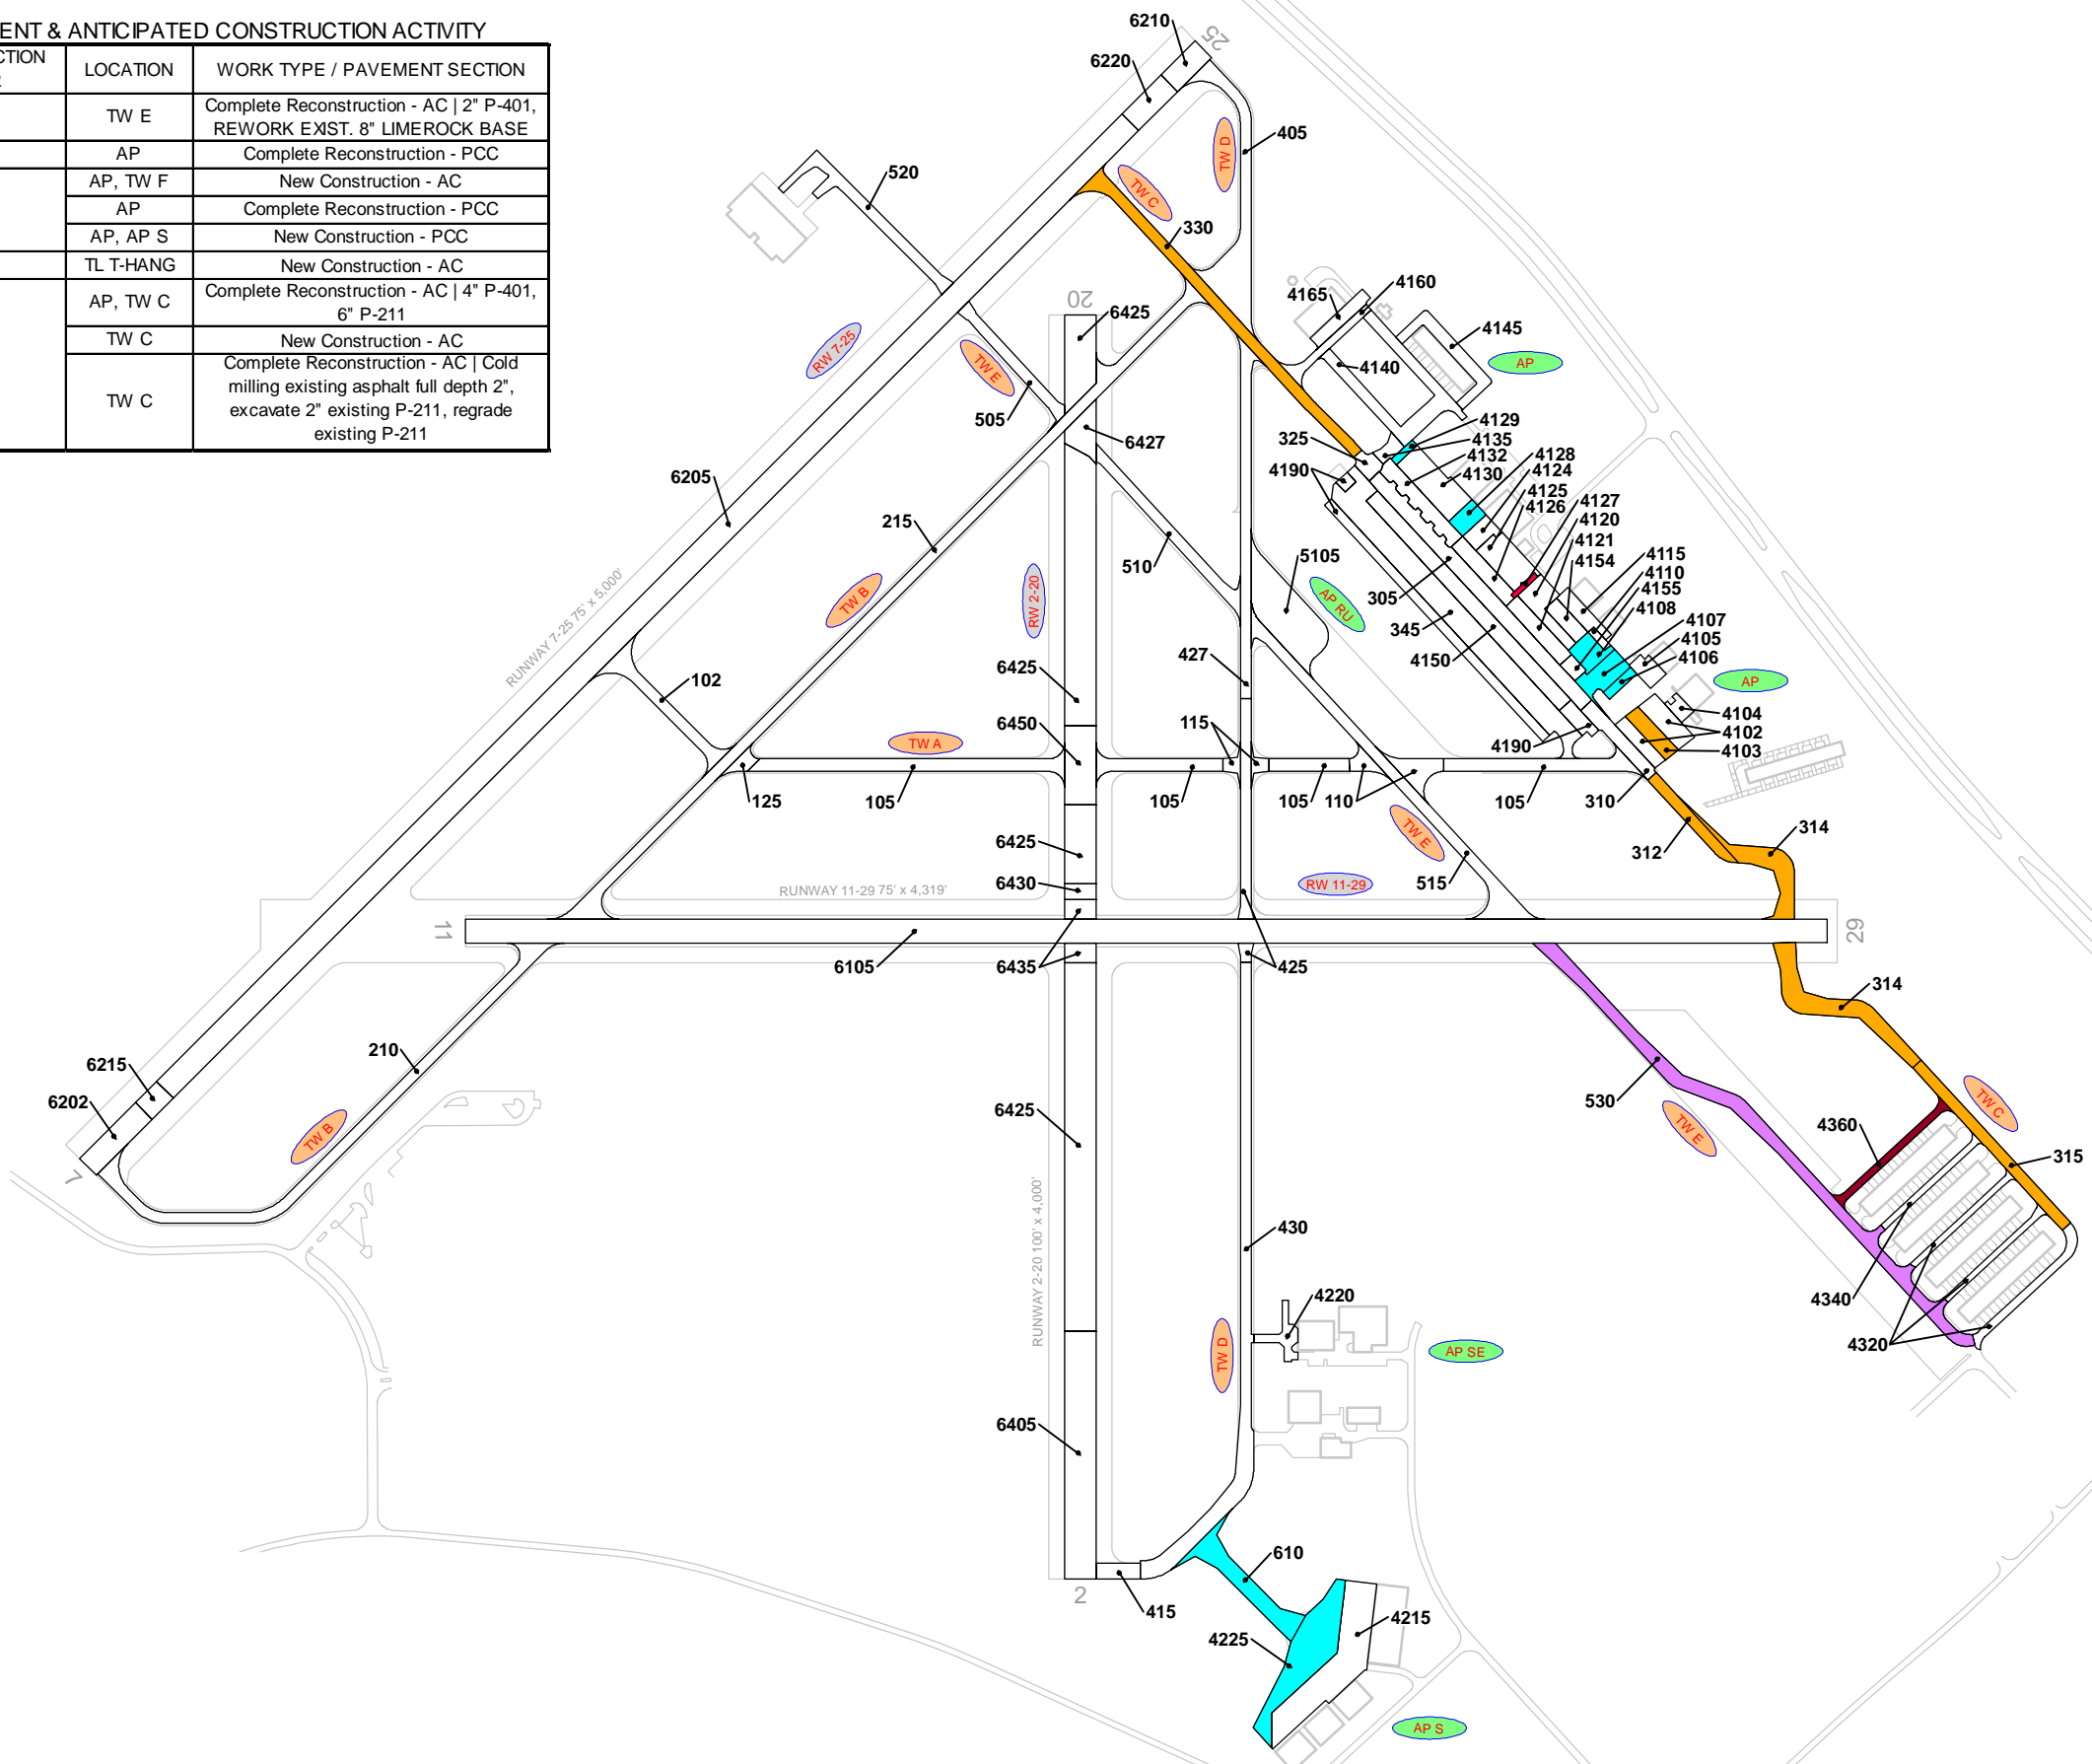 ENT & ANTICIPATED CONSTRUCTION ACTIVITY
CTION
LOCATION
WORK TYPE / PAVEMENT SECTION
TW E
Complete Reconstruction - AC | 2" P-401,
REWORK EXIST. 8" LIMEROCK BASE
AP
Complete Reconstruction - PCC
AP, TW F
New Construction - AC
AP
Complete Reconstruction - PCC
AP, AP S
New Construction - PCC
TL T-HANG
New Construction - AC
AP, TW C
Complete Reconstruction - AC | 4" P-401,
6" P-211
TW C
New Construction - AC
TW C
Complete Reconstruction - AC | Cold
milling existing asphalt full depth 2",
excavate 2" existing P-211, regrade
existing P-211
6210
25
6220
405
TW D
520
TW C
330
4160
4165
20
6425
4145
RW 7-25
TW E
AP
4140
505
4129
325
4135
6427
4132
4128
4190
4130
4124
6205
4125
4127
4126
215
4120
4121
5105
4115
4154
510
4110
RUNWAY 7-25 75' x 5,000'
TW B
RW 2-20
AP RU
305
4155
4108
345
4107
427
4150
4105
6425
4106
102
AP
6450
115
4104
TW A
4190
4102
4103
125
105
105
105
110
105
310
314
6425
TW E
312
6430
RUNWAY 11-29 75' x 4,319'
RW 11-29
515
11
29
6105
6435
425
314
210
6215
6202
530
TW C
6425
TW E
4360
TW B
315
7
RUNWAY 2-20 100' x 4,000'
430
4220
4340
4320
TW D
AP SE
6405
610
2
415
4215
4225
AP S